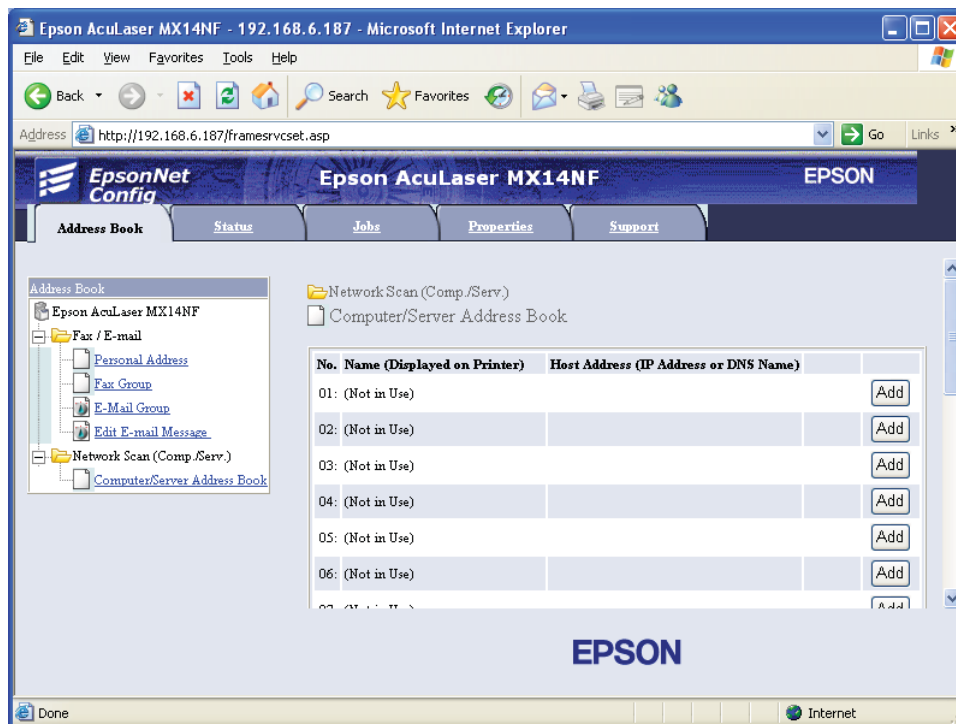 Epson AcuLaser MX14NF - 192.168.6.187 - Microsoft Internet Explorer
File Edit View Favorites Tools Help
Back Search Favorites
Address http://192.168.6.187/framesrvcset.asp Go Links »
EpsonNet Config
Epson AcuLaser MX14NF
EPSON
Address Book Status Jobs Properties Support
Address Book
Epson AcuLaser MX14NF
Fax / E-mail
Personal Address
Fax Group
E-Mail Group
Edit E-mail Message
Network Scan (Comp./Serv.)
Computer/Server Address Book
Network Scan (Comp./Serv.)
Computer/Server Address Book
No. Name (Displayed on Printer) Host Address (IP Address or DNS Name)
01: (Not in Use) Add
02: (Not in Use) Add
03: (Not in Use) Add
04: (Not in Use) Add
05: (Not in Use) Add
06: (Not in Use) Add
EPSON
Done Internet